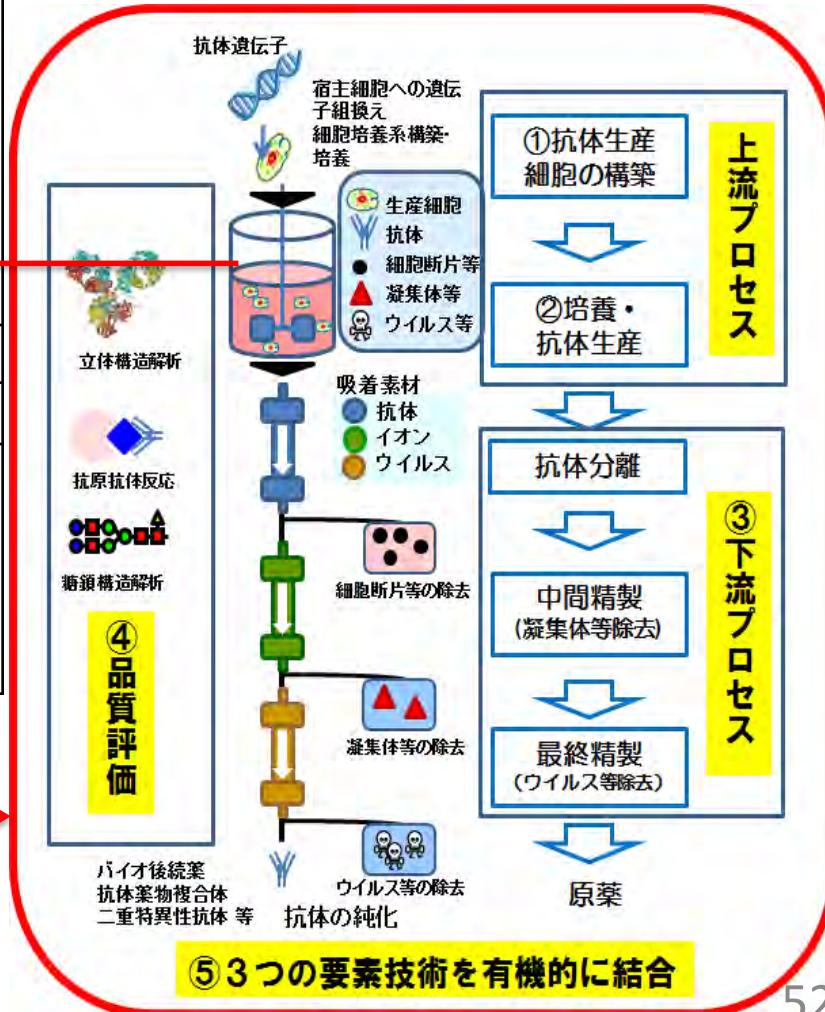 抗体遺伝子
宿主細胞への遺伝
子組換え
細胞培養系構築・
培養
生産細胞
抗体
細胞断片等
凝集体等
ウイルス等
立体構造解析
抗原抗体反応
糖鎖構造解析
④品質評価
吸着素材
抗体
イオン
ウイルス
細胞断片等の除去
凝集体等の除去
ウイルス等の除去
抗体の純化
バイオ後続薬
抗体薬物複合体
二重特異性抗体 等
①抗体生産
細胞の構築
②培養・
抗体生産
上流プロセス
抗体分離
中間精製
(凝集体等除去)
最終精製
(ウイルス等除去)
③下流プロセス
原薬
⑤3つの要素技術を有機的に結合
52